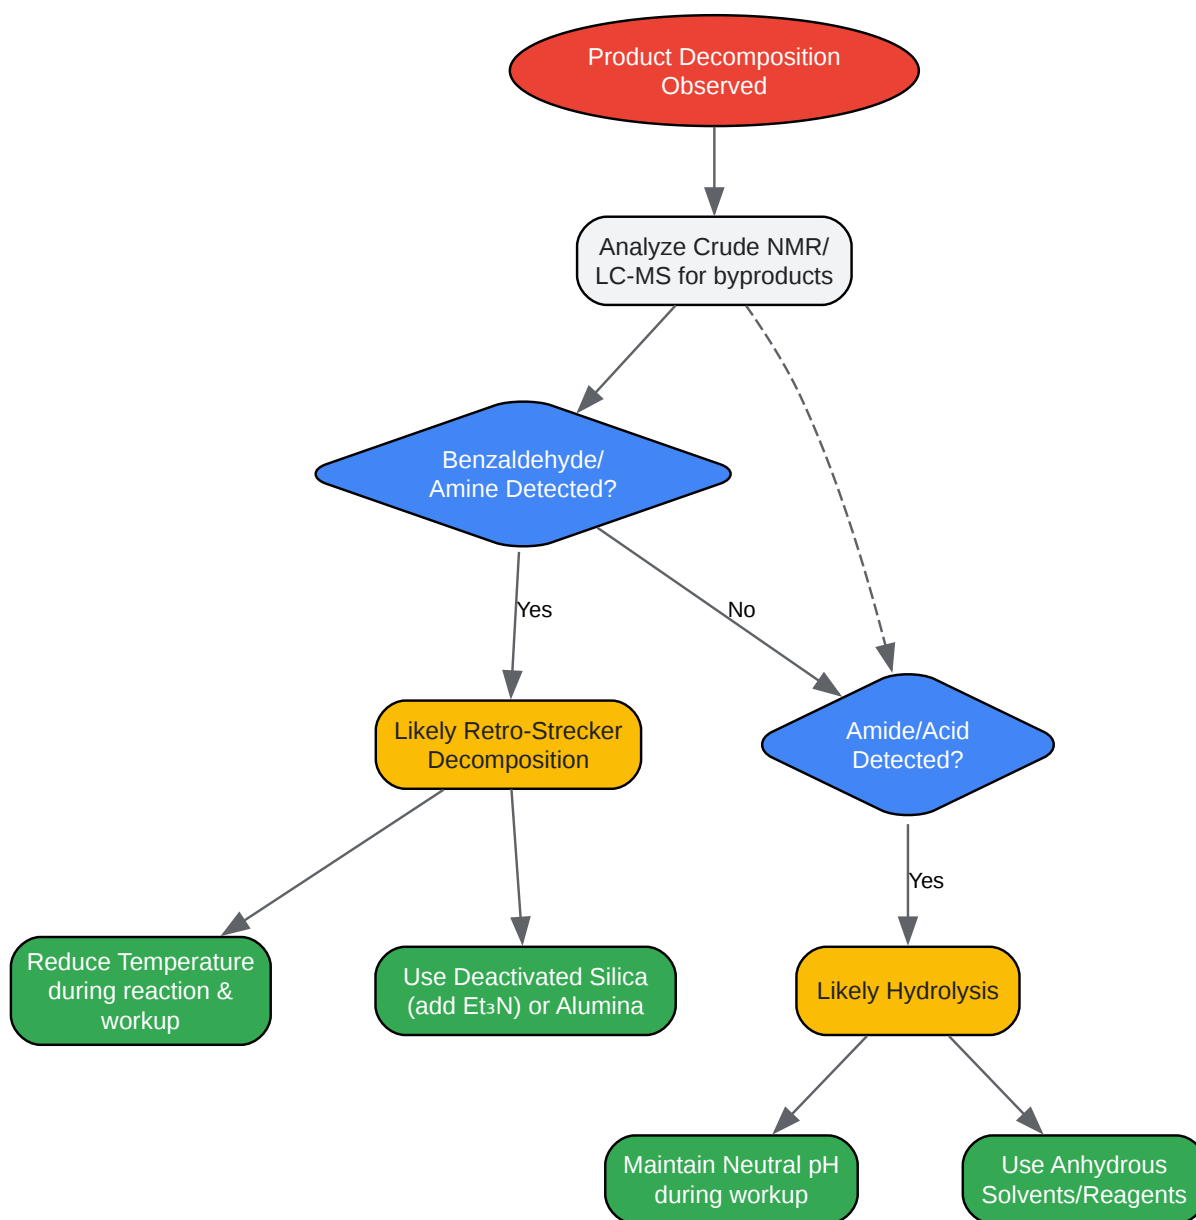 Product Decomposition
Observed
Analyze Crude NMR/
LC-MS for byproducts
Benzaldehyde/
Amine Detected?
Yes
No
Likely Retro-Strecker
Decomposition
Amide/Acid
Detected?
Yes
Reduce Temperature
during reaction &
workup
Use Deactivated Silica
(add Et₃N) or Alumina
Likely Hydrolysis
Maintain Neutral pH
during workup
Use Anhydrous
Solvents/Reagents